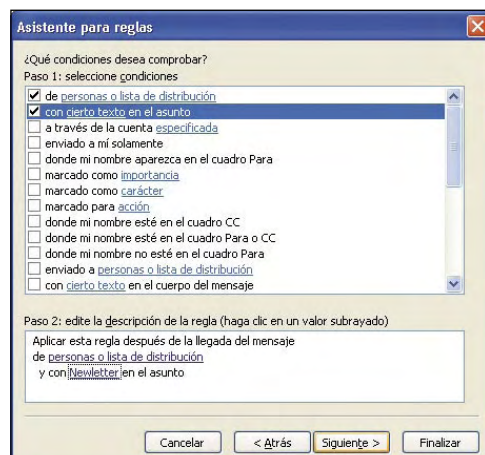 Asistente para reglas
¿Qué condiciones desea comprobar?
Paso 1: seleccione condiciones
de personas o lista de distribución
con cierto texto en el asunto
a través de la cuenta especificada
enviado a mí solamente
donde mi nombre aparezca en el cuadro Para
marcado como importancia
marcado como carácter
marcado para acción
donde mi nombre esté en el cuadro CC
donde mi nombre esté en el cuadro Para o CC
donde mi nombre no esté en el cuadro Para
enviado a personas o lista de distribución
con cierto texto en el cuerpo del mensaje
Paso 2: edite la descripción de la regla (haga clic en un valor subrayado)
Aplicar esta regla después de la llegada del mensaje
de personas o lista de distribución
y con Newletter en el asunto
Cancelar < Atrás Siguiente > Finalizar